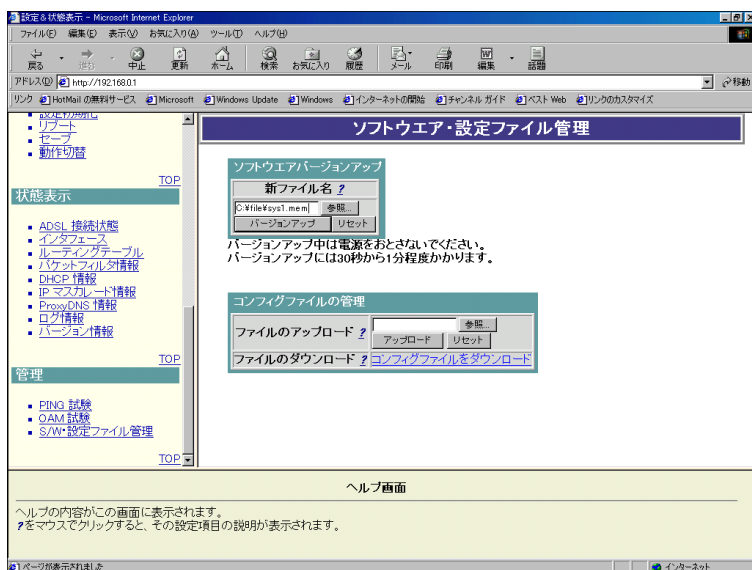 設定&状態表示 - Microsoft Internet Explorer
ファイル(F) 編集(E) 表示(V) お気に入り(A) ツール(T) ヘルプ(H)
戻る 進む 中止 更新 ホーム 検索 お気に入り 履歴 メール 印刷 編集 話題
アドレス(D) http://192.168.0.1 移動
リンク HotMail の無料サービス Microsoft Windows Update Windows インターネットの開始 チャンネル ガイド ベスト Web リンクのカスタマイズ
設定初期化
リブート
セーブ
動作切替
TOP
状態表示
ADSL 接続状態
インタフェース
ルーティングテーブル
パケットフィルタ情報
DHCP 情報
IP マスカレード情報
ProxyDNS 情報
ログ情報
バージョン情報
TOP
管理
PING 試験
OAM 試験
S/W・設定ファイル管理
TOP
ソフトウエア・設定ファイル管理
ソフトウエアバージョンアップ
新ファイル名 ?
C:¥file¥sys1.mem 参照...
バージョンアップ リセット
バージョンアップ中は電源をおとさないでください。
バージョンアップには30秒から1分程度かかります。
コンフィグファイルの管理
ファイルのアップロード ? 参照...
アップロード リセット
ファイルのダウンロード ? コンフィグファイルをダウンロード
ヘルプ画面
ヘルプの内容がこの画面に表示されます。
?をマウスでクリックすると、その設定項目の説明が表示されます。
ページが表示されました インターネット